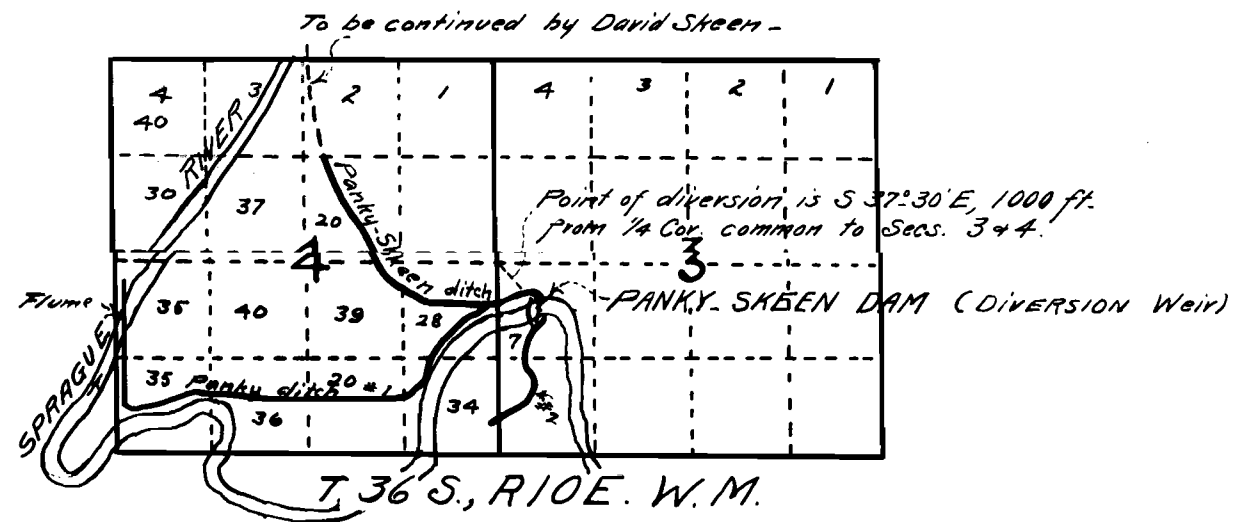 To be continued by David Skeen -
4 3 2 1 4 3 2 1
40
RIVER
30 37 20
Panky-Skeen ditch
Point of diversion is S 37°30'E, 1000 ft.
from 1/4 Cor. common to Secs. 3 & 4.
4 3
Flume
PANKY-SKEEN DAM (DIVERSION Weir)
35 40 39 28 7
SPRAGUE
35 Panky ditch #1 20 34
36
T. 36 S., R10E. W.M.